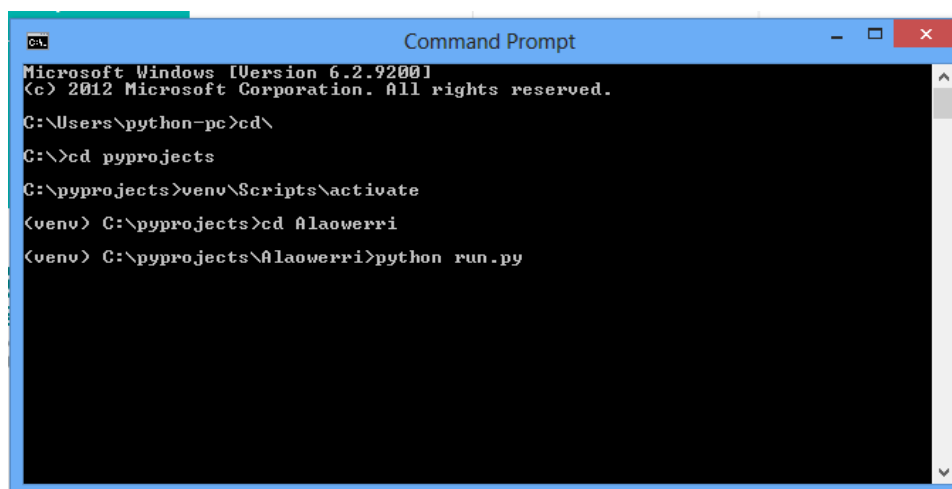 Command Prompt
Microsoft Windows [Version 6.2.9200]
(c) 2012 Microsoft Corporation. All rights reserved.
C:\Users\python-pc>cd\
C:\>cd pyprojects
C:\pyprojects>venv\Scripts\activate
(venv) C:\pyprojects>cd Alaowerri
(venv) C:\pyprojects\Alaowerri>python run.py